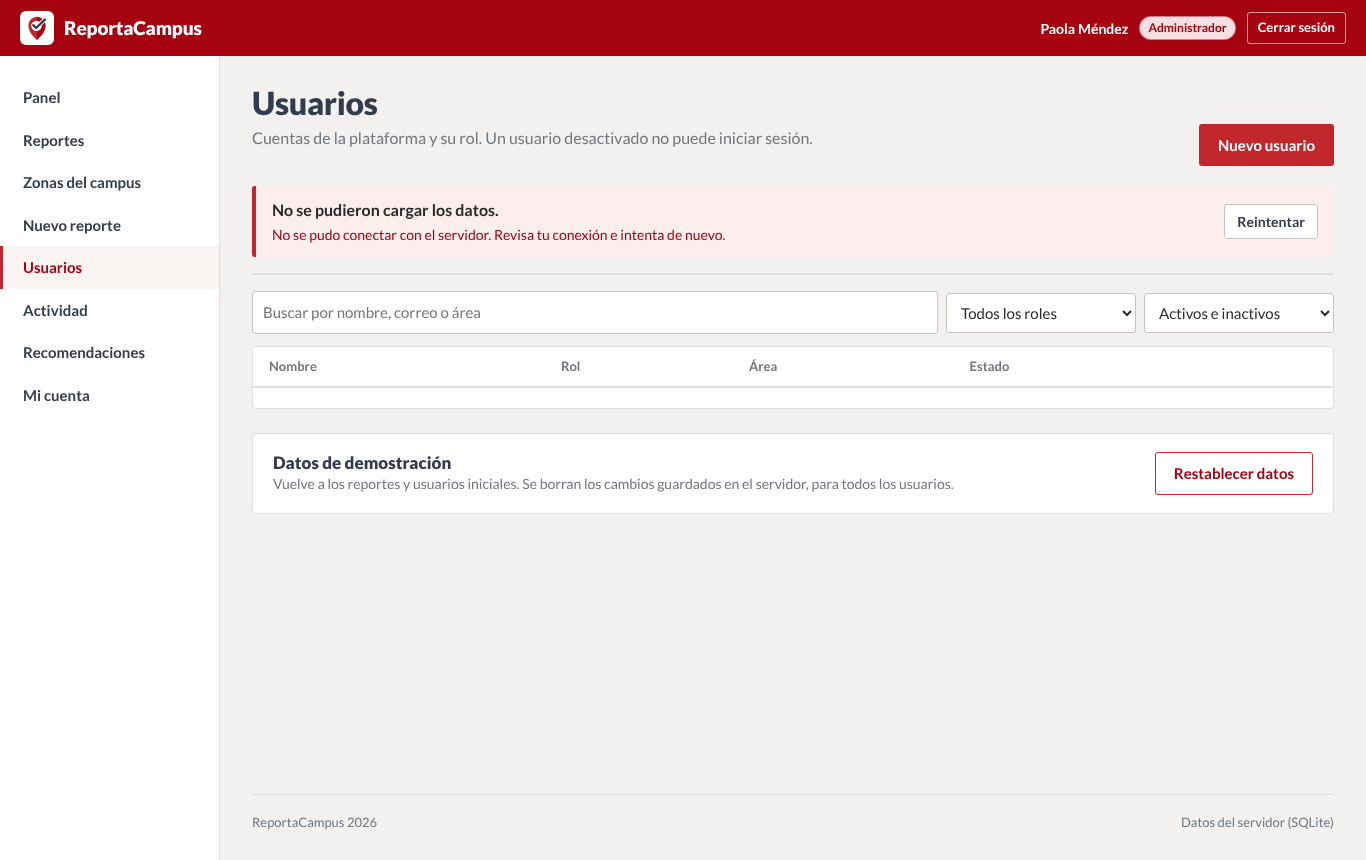 ReportaCampus
Paola Méndez
Administrador
Cerrar sesión
Panel
Reportes
Zonas del campus
Nuevo reporte
Usuarios
Actividad
Recomendaciones
Mi cuenta
Usuarios
Cuentas de la plataforma y su rol. Un usuario desactivado no puede iniciar sesión.
Nuevo usuario
No se pudieron cargar los datos.
No se pudo conectar con el servidor. Revisa tu conexión e intenta de nuevo.
Reintentar
Buscar por nombre, correo o área
Todos los roles
Activos e inactivos
Nombre
Rol
Área
Estado
Datos de demostración
Vuelve a los reportes y usuarios iniciales. Se borran los cambios guardados en el servidor, para todos los usuarios.
Restablecer datos
ReportaCampus 2026
Datos del servidor (SQLite)